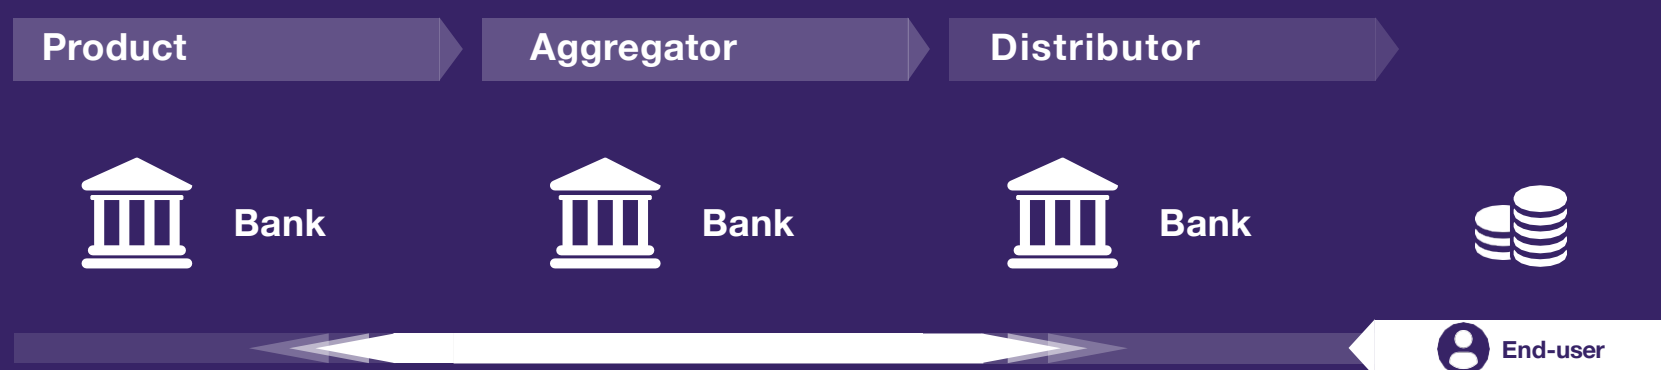 Product
Aggregator
Distributor
Bank
Bank
Bank
End-user